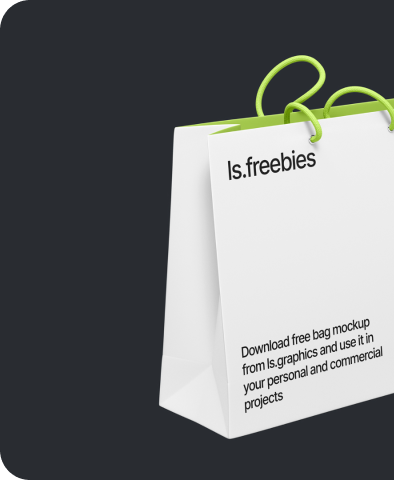 ls.freebies
Download free bag mockup
from ls.graphics and use it in
your personal and commercial
projects